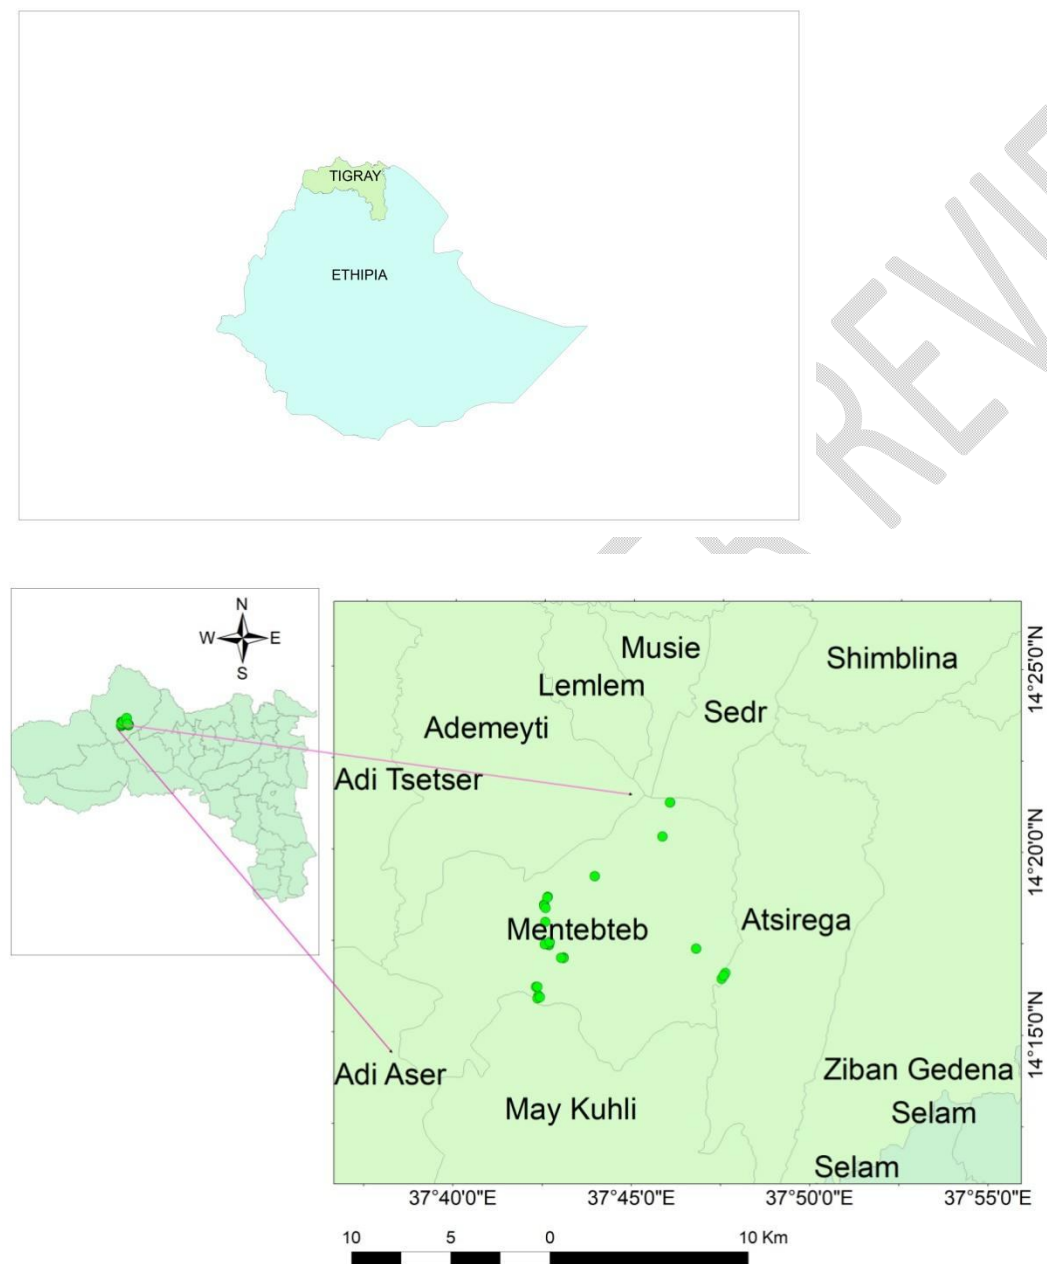 TIGRAY
ETHIPIA
REVIE
N
W E
S
Musie
Shimblina
Lemlem
Sedr
Ademeyti
Adi Tsetser
Mentebteb
Atsirega
Adi Aser
Ziban Gedena
May Kuhli
Selam
Selam
14°25'0"N
14°20'0"N
14°15'0"N
37°40'0"E 37°45'0"E 37°50'0"E 37°55'0"E
10 5 0 10 Km